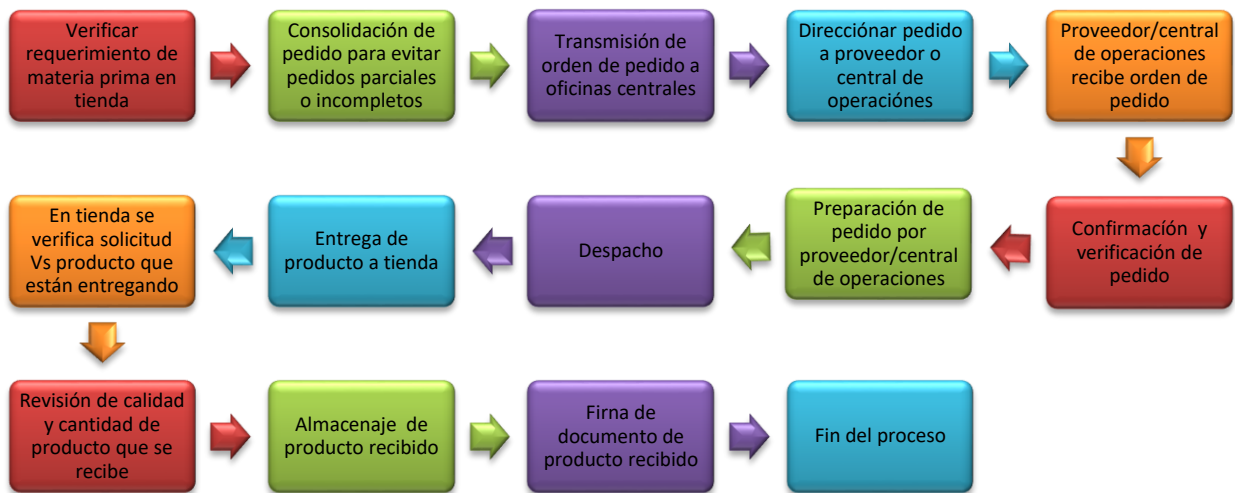 Verificar
requerimiento de
materia prima en
tienda
Consolidación de
pedido para evitar
pedidos parciales
o incompletos
Transmisión de
orden de pedido a
oficinas centrales
Direcciónar pedido
a proveedor o
central de
operaciónes
Proveedor/central
de operaciones
recibe orden de
pedido
Confirmacíón y
verificación de
pedido
Preparación de
pedido por
proveedor/central
de operaciones
Despacho
Entrega de
producto a tienda
En tienda se
verifica solicitud
Vs producto que
están entregando
Revisión de calidad
y cantidad de
producto que se
recibe
Almacenaje de
producto recibido
Firna de
documento de
producto recibido
Fin del proceso